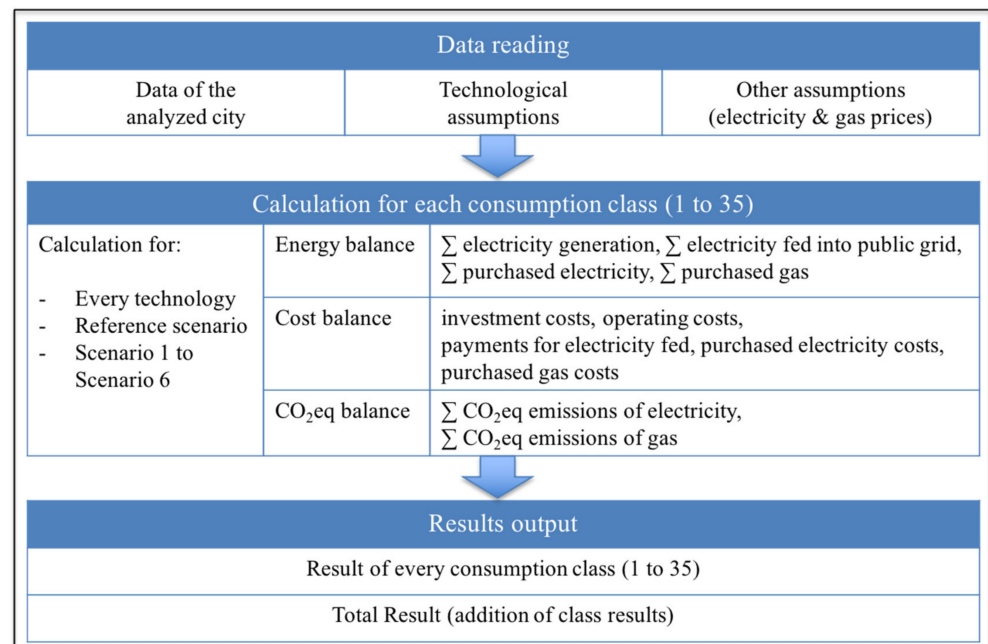 Data reading
Data of the
analyzed city
Technological
assumptions
Other assumptions
(electricity & gas prices)
Calculation for each consumption class (1 to 35)
Calculation for:
- Every technology
- Reference scenario
- Scenario 1 to
Scenario 6
Energy balance
∑ electricity generation, ∑ electricity fed into public grid,
∑ purchased electricity, ∑ purchased gas
Cost balance
investment costs, operating costs,
payments for electricity fed, purchased electricity costs,
purchased gas costs
CO₂eq balance
∑ CO₂eq emissions of electricity,
∑ CO₂eq emissions of gas
Results output
Result of every consumption class (1 to 35)
Total Result (addition of class results)